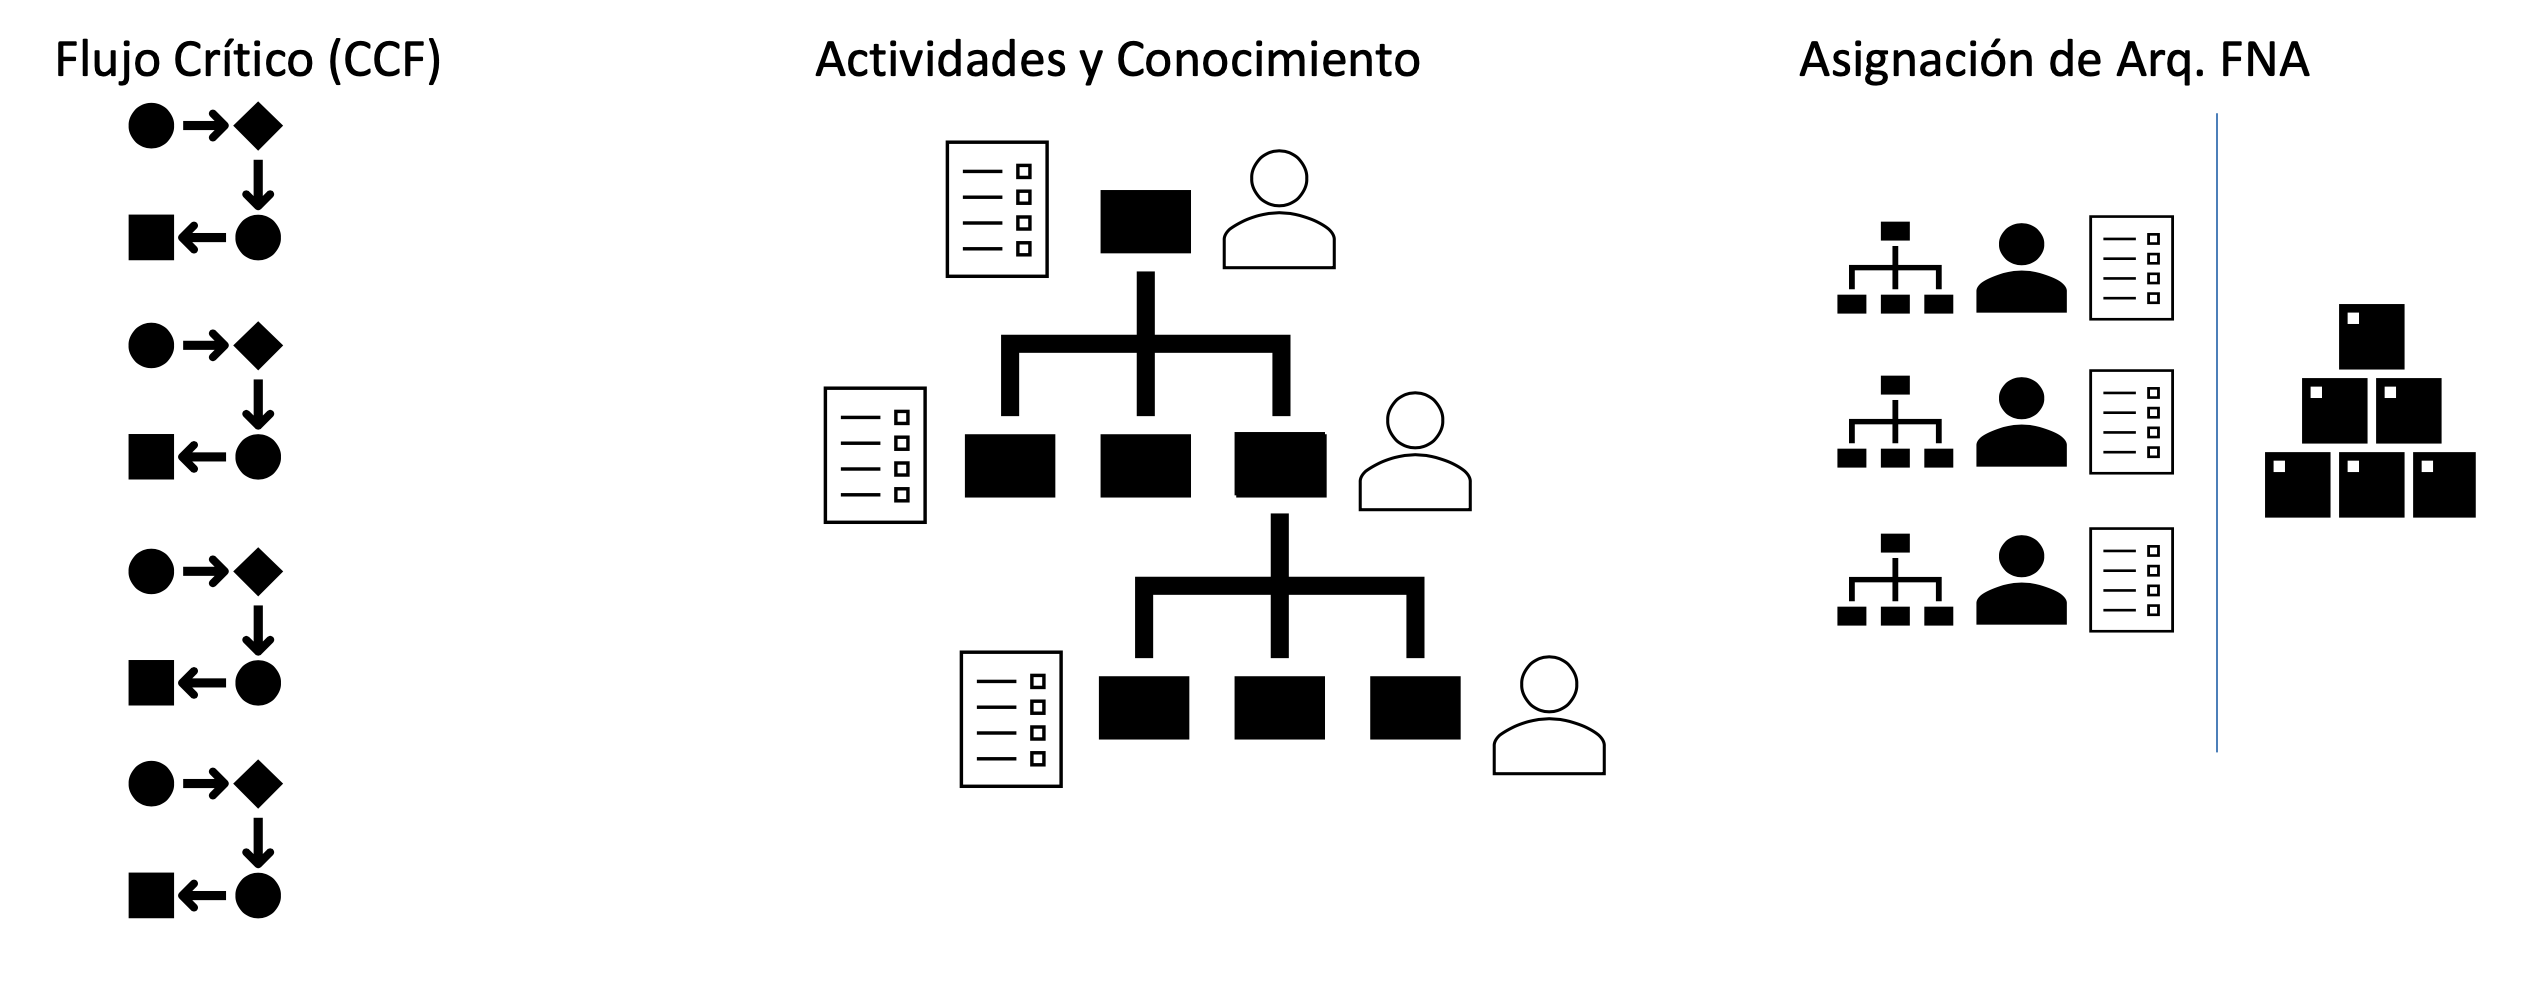 Flujo Crítico (CCF)
Actividades y Conocimiento
Asignación de Arq. FNA